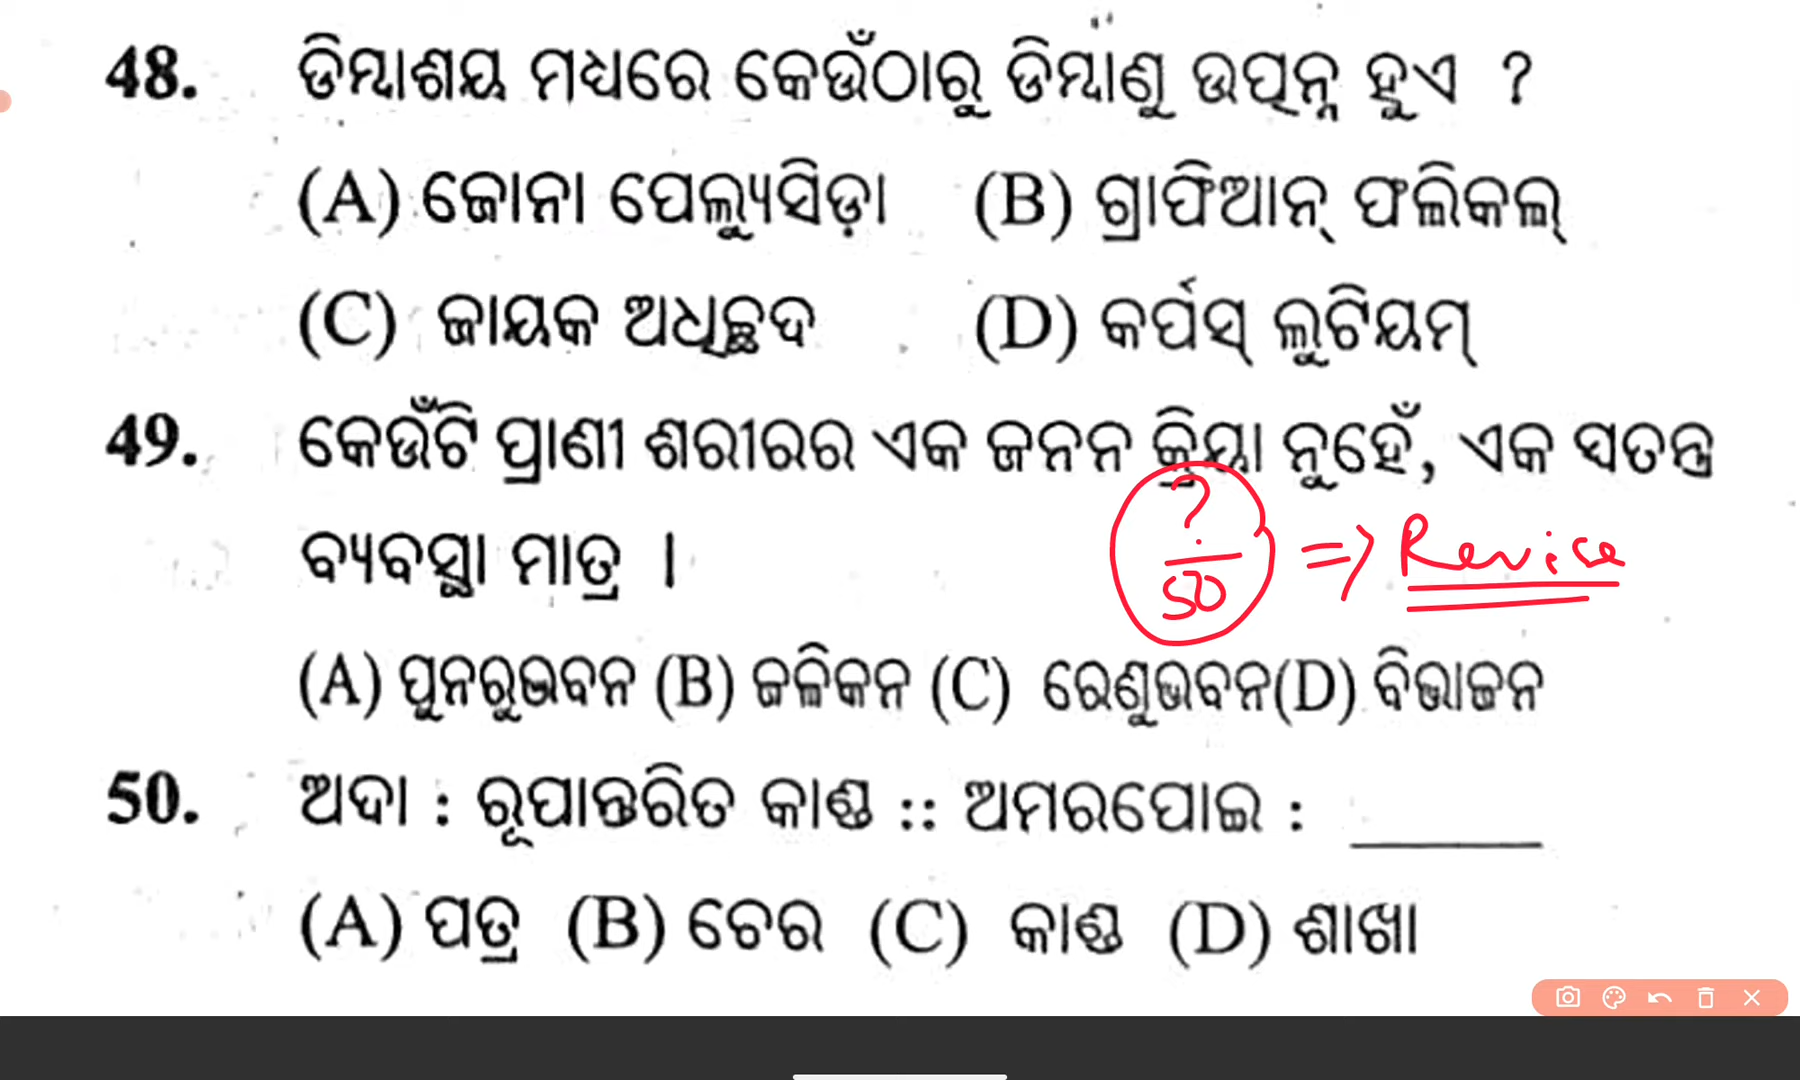 48. ଡିମ୍ବାଶୟ ମଧ୍ୟରେ କେଉଁଠାରୁ ଡିମ୍ବାଣୁ ଉତ୍ପନ୍ନ ହୁଏ ?
(A) ଜୋନା ପେଲ୍ୟୁସିଡ଼ା (B) ଗ୍ରାଫିଆନ୍ ଫଲିକଲ୍
(C) ଜାୟକ ଅଧିଚ୍ଛଦ (D) କର୍ପସ୍ ଲୁଟିୟମ୍
49. କେଉଁଟି ପ୍ରାଣୀ ଶରୀରର ଏକ ଜନନ କ୍ରିୟା ନୁହେଁ, ଏକ ସ୍ୱତନ୍ତ୍ର
ବ୍ୟବସ୍ଥା ମାତ୍ର ।
?/50 => Revise
(A) ପୁନରୁଦ୍ଭବନ (B) ଜଳିକନ (C) ରେଣୁଭବନ (D) ବିଭାଜନ
50. ଅଦା : ରୂପାନ୍ତରିତ କାଣ୍ଡ :: ଅମରପୋଇ : ______
(A) ପତ୍ର (B) ଚେର (C) କାଣ୍ଡ (D) ଶାଖା